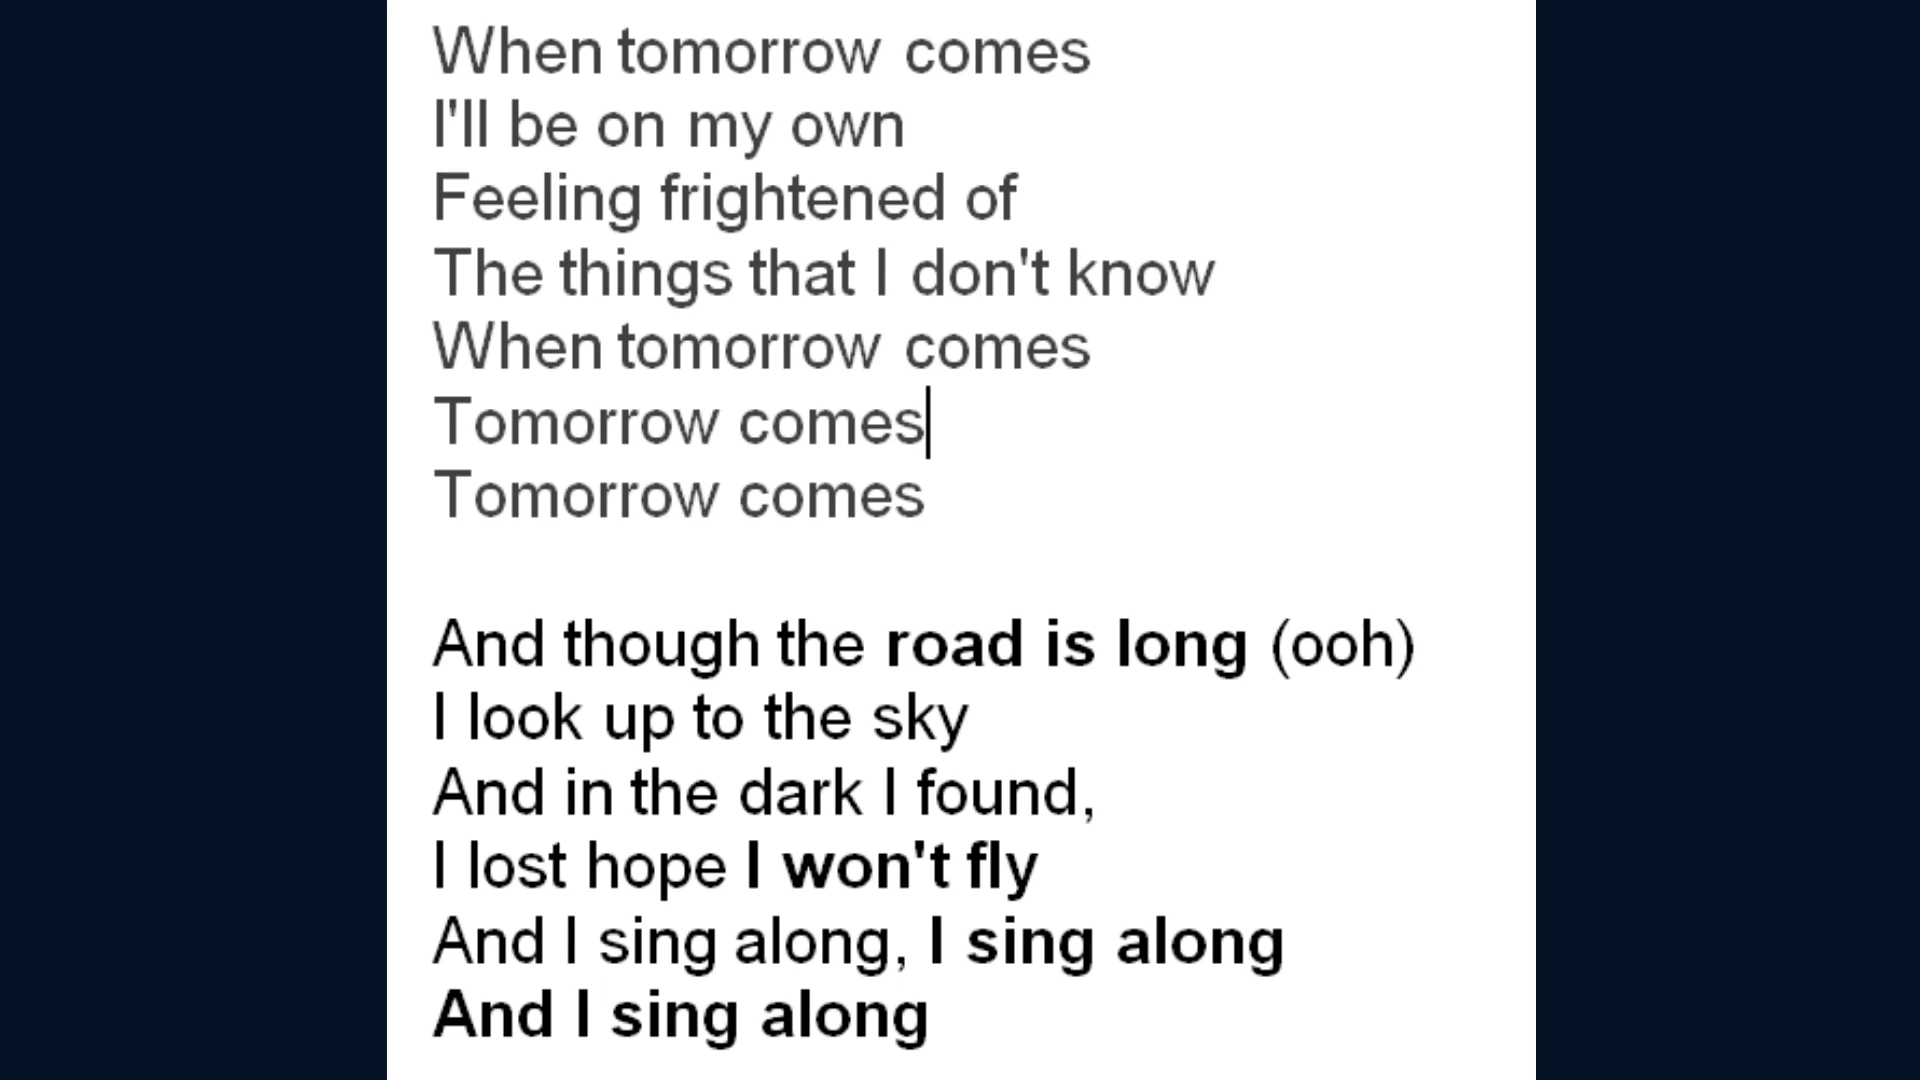 When tomorrow comes
I'll be on my own
Feeling frightened of
The things that I don't know
When tomorrow comes
Tomorrow comes
Tomorrow comes
And though the road is long (ooh)
I look up to the sky
And in the dark I found,
I lost hope I won't fly
And I sing along, I sing along
And I sing along